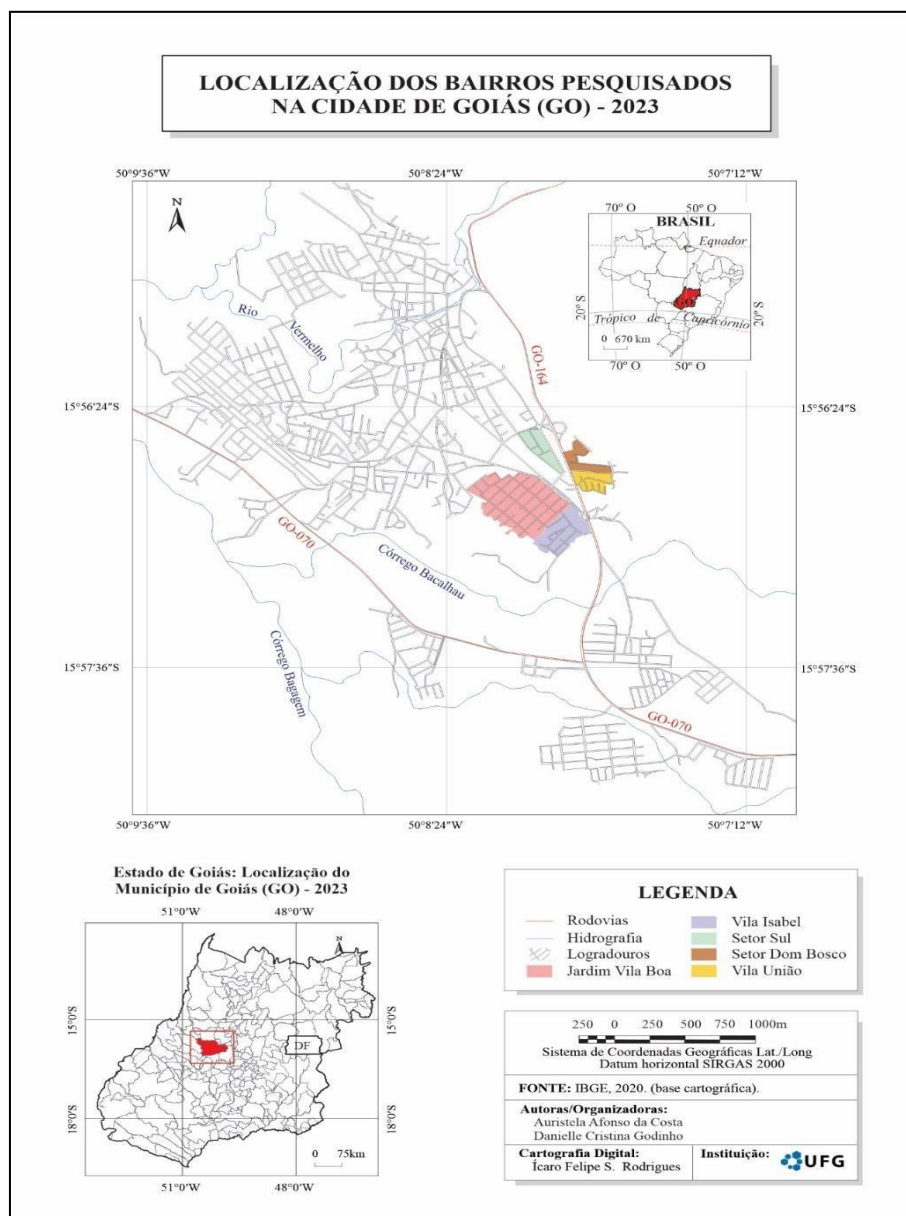 LOCALIZAÇÃO DOS BAIRROS PESQUISADOS
NA CIDADE DE GOIÁS (GO) - 2023
50°9'36"W
50°8'24"W
50°7'12"W
N
70° O
50° O
BRASIL
Equador
GO
20° S
20° S
Trópico de Capricórnio
0 670 km
70° O
50° O
Rio
Vermelho
GO-164
15°56'24"S
15°56'24"S
GO-070
Córrego Bacalhau
15°57'36"S
15°57'36"S
Córrego Bagagem
GO-070
50°9'36"W
50°8'24"W
50°7'12"W
Estado de Goiás: Localização do
Município de Goiás (GO) - 2023
51°0'W
48°0'W
N
15°0'S
15°0'S
DF
18°0'S
18°0'S
0 75km
51°0'W
48°0'W
LEGENDA
Rodovias
Hidrografia
Logradouros
Jardim Vila Boa
Vila Isabel
Setor Sul
Setor Dom Bosco
Vila União
250 0 250 500 750 1000m
Sistema de Coordenadas Geográficas Lat./Long
Datum horizontal SIRGAS 2000
FONTE: IBGE, 2020. (base cartográfica).
Autoras/Organizadoras:
Auristela Afonso da Costa
Danielle Cristina Godinho
Cartografia Digital:
Ícaro Felipe S. Rodrigues
Instituição:
UFG